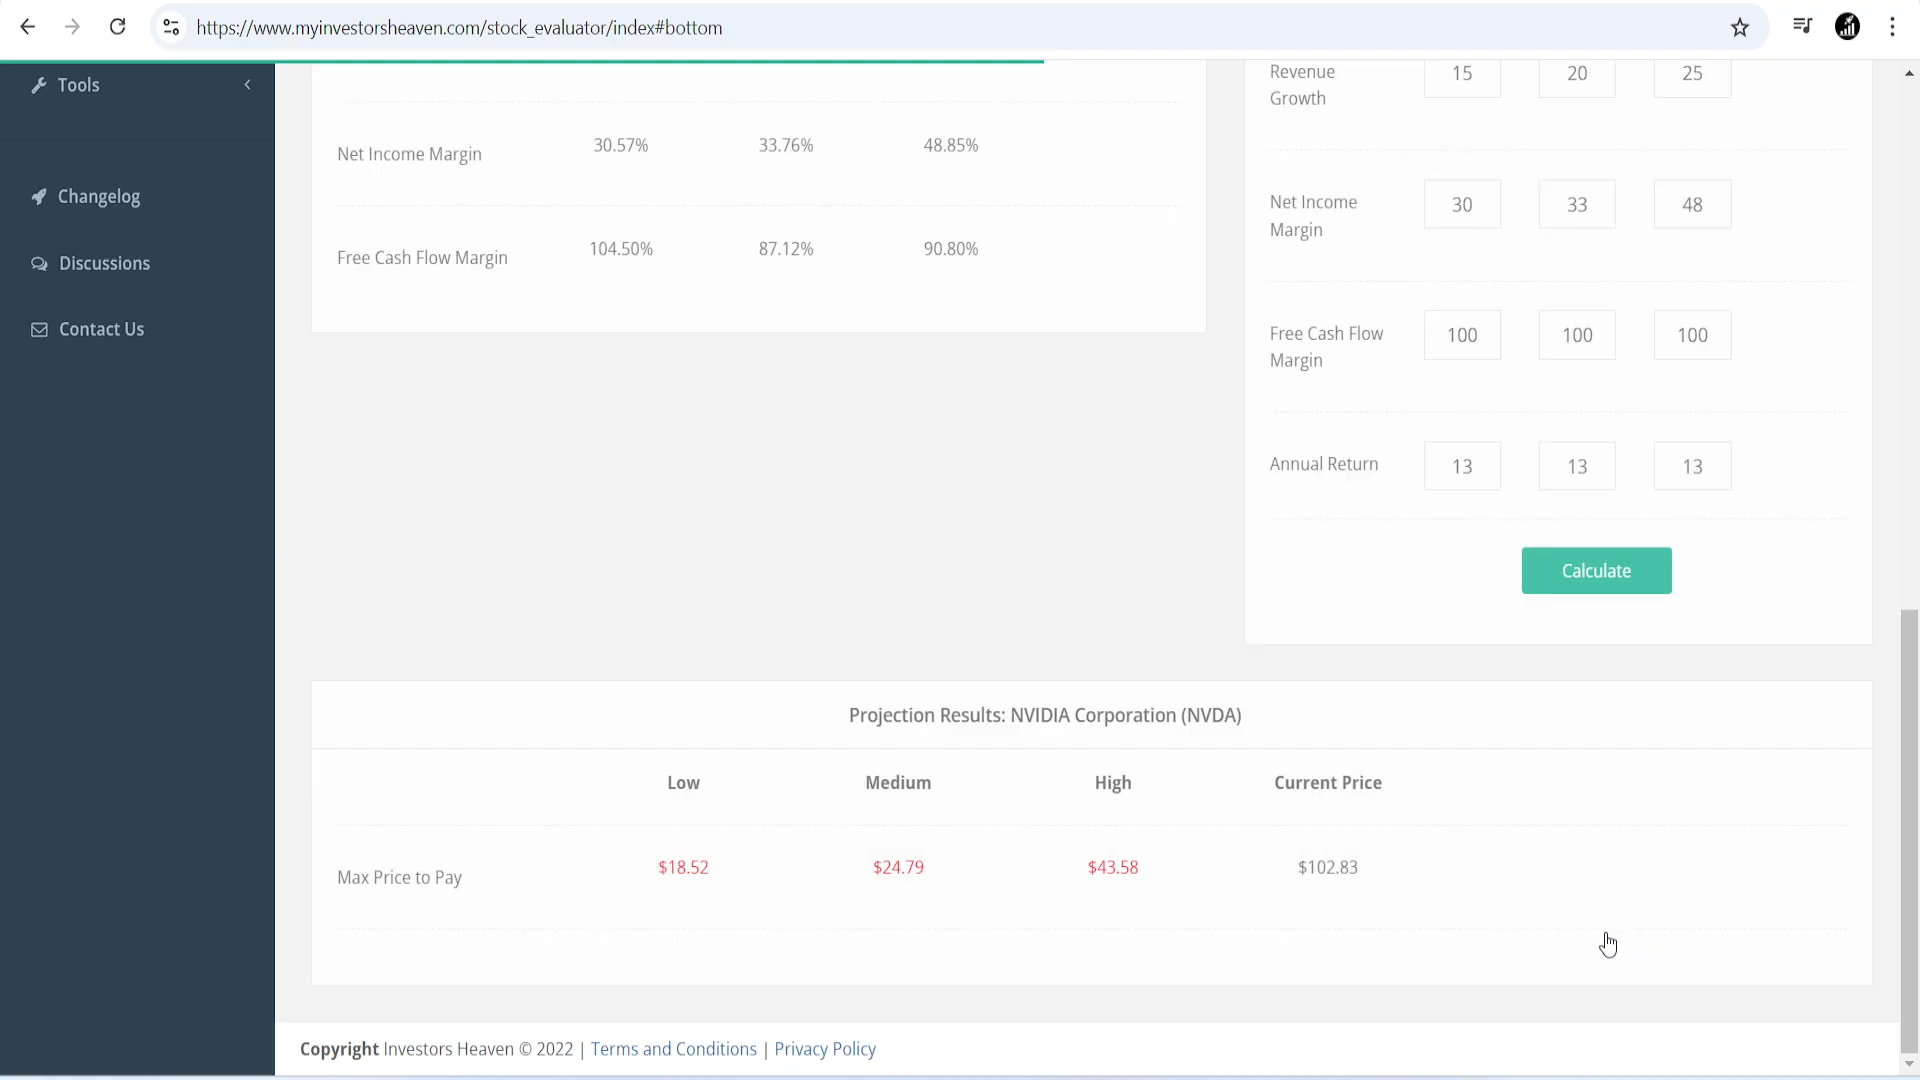 https://www.myinvestorsheaven.com/stock_evaluator/index#bottom
Tools
Changelog
Discussions
Contact Us
Net Income Margin 30.57% 33.76% 48.85%
Free Cash Flow Margin 104.50% 87.12% 90.80%
Revenue
Growth
15 20 25
Net Income
Margin
30 33 48
Free Cash Flow
Margin
100 100 100
Annual Return 13 13 13
Calculate
Projection Results: NVIDIA Corporation (NVDA)
Low Medium High Current Price
Max Price to Pay $18.52 $24.79 $43.58 $102.83
Copyright Investors Heaven © 2022 | Terms and Conditions | Privacy Policy